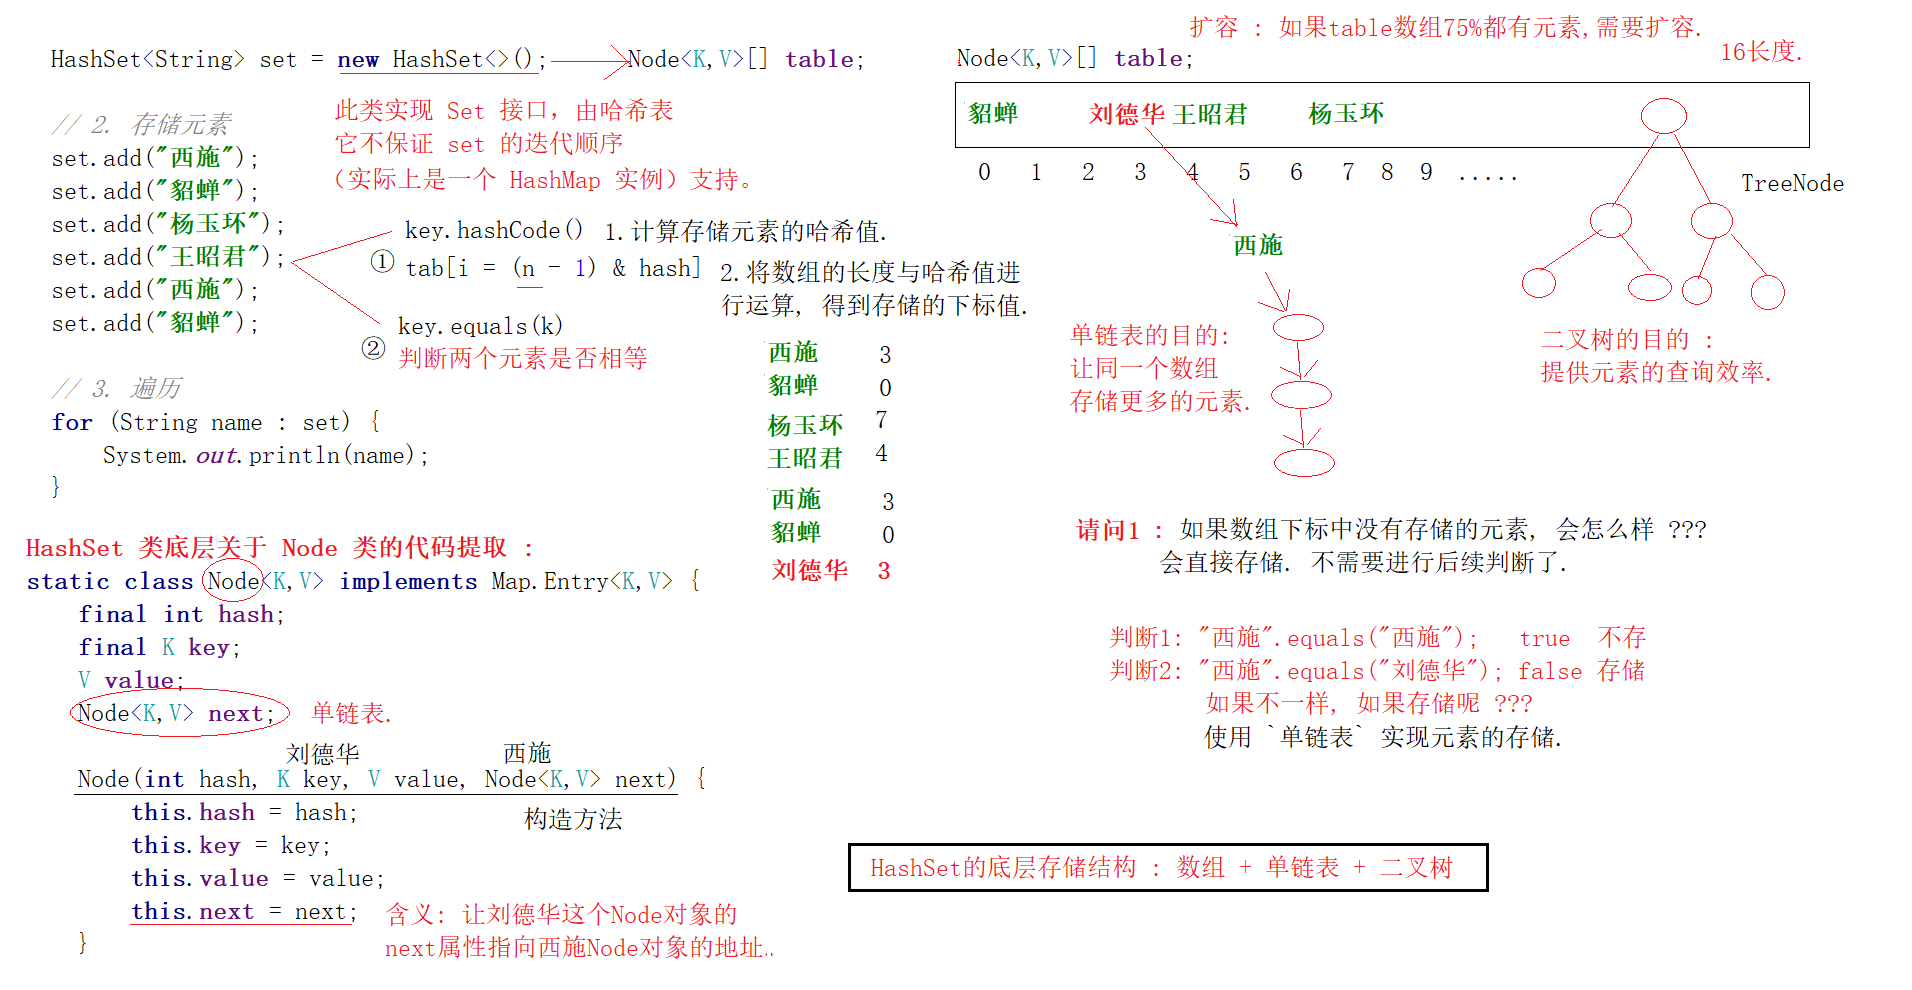 HashSet<String> set = new HashSet<>();
Node<K,V>[] table;
// 2. 存储元素
set.add("西施");
set.add("貂蝉");
set.add("杨玉环");
set.add("王昭君");
set.add("西施");
set.add("貂蝉");
此类实现 Set 接口，由哈希表
它不保证 set 的迭代顺序
（实际上是一个 HashMap 实例）支持。
key.hashCode() 1.计算存储元素的哈希值.
① tab[i = (n - 1) & hash]
2.将数组的长度与哈希值进
行运算, 得到存储的下标值.
key.equals(k)
② 判断两个元素是否相等
// 3. 遍历
for (String name : set) {
System.out.println(name);
}
西施 3
貂蝉 0
杨玉环 7
王昭君 4
西施 3
貂蝉 0
刘德华 3
HashSet 类底层关于 Node 类的代码提取 :
static class Node<K,V> implements Map.Entry<K,V> {
final int hash;
final K key;
V value;
Node<K,V> next; 单链表.
刘德华 西施
Node(int hash, K key, V value, Node<K,V> next) {
this.hash = hash; 构造方法
this.key = key;
this.value = value;
this.next = next;
}
含义: 让刘德华这个Node对象的
next属性指向西施Node对象的地址..
扩容 : 如果table数组75%都有元素,需要扩容.
Node<K,V>[] table;
16长度.
貂蝉 刘德华 王昭君 杨玉环
0 1 2 3 4 5 6 7 8 9 .....
TreeNode
西施
单链表的目的:
让同一个数组
存储更多的元素.
二叉树的目的 :
提供元素的查询效率.
请问1 : 如果数组下标中没有存储的元素, 会怎么样 ???
会直接存储. 不需要进行后续判断了.
判断1: "西施".equals("西施"); true 不存
判断2: "西施".equals("刘德华"); false 存储
如果不一样, 如果存储呢 ???
使用 `单链表` 实现元素的存储.
HashSet的底层存储结构 : 数组 + 单链表 + 二叉树